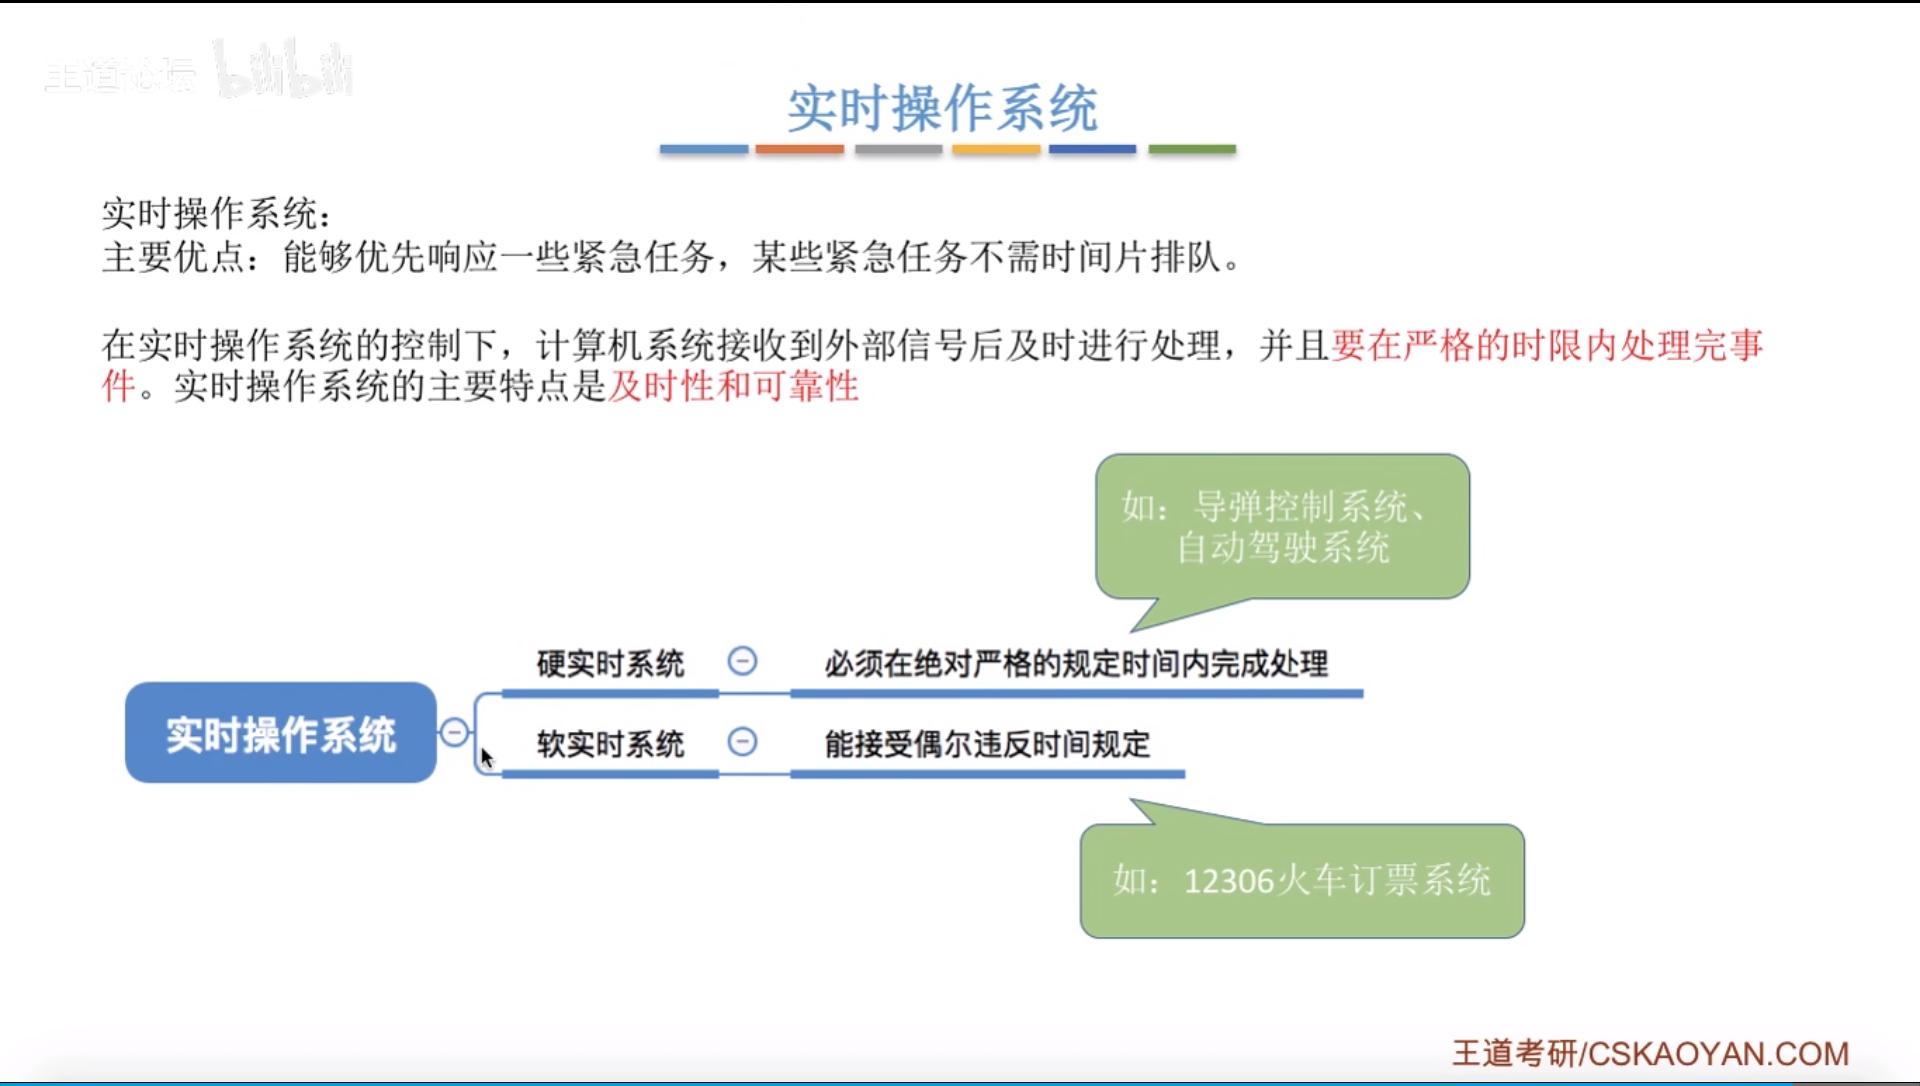 王道论坛 bilibili
实时操作系统
实时操作系统：
主要优点：能够优先响应一些紧急任务，某些紧急任务不需时间片排队。
在实时操作系统的控制下，计算机系统接收到外部信号后及时进行处理，并且要在严格的时限内处理完事
件。实时操作系统的主要特点是及时性和可靠性
如：导弹控制系统、
自动驾驶系统
硬实时系统
必须在绝对严格的规定时间内完成处理
实时操作系统
软实时系统
能接受偶尔违反时间规定
如：12306火车订票系统
王道考研/CSKAOYAN.COM